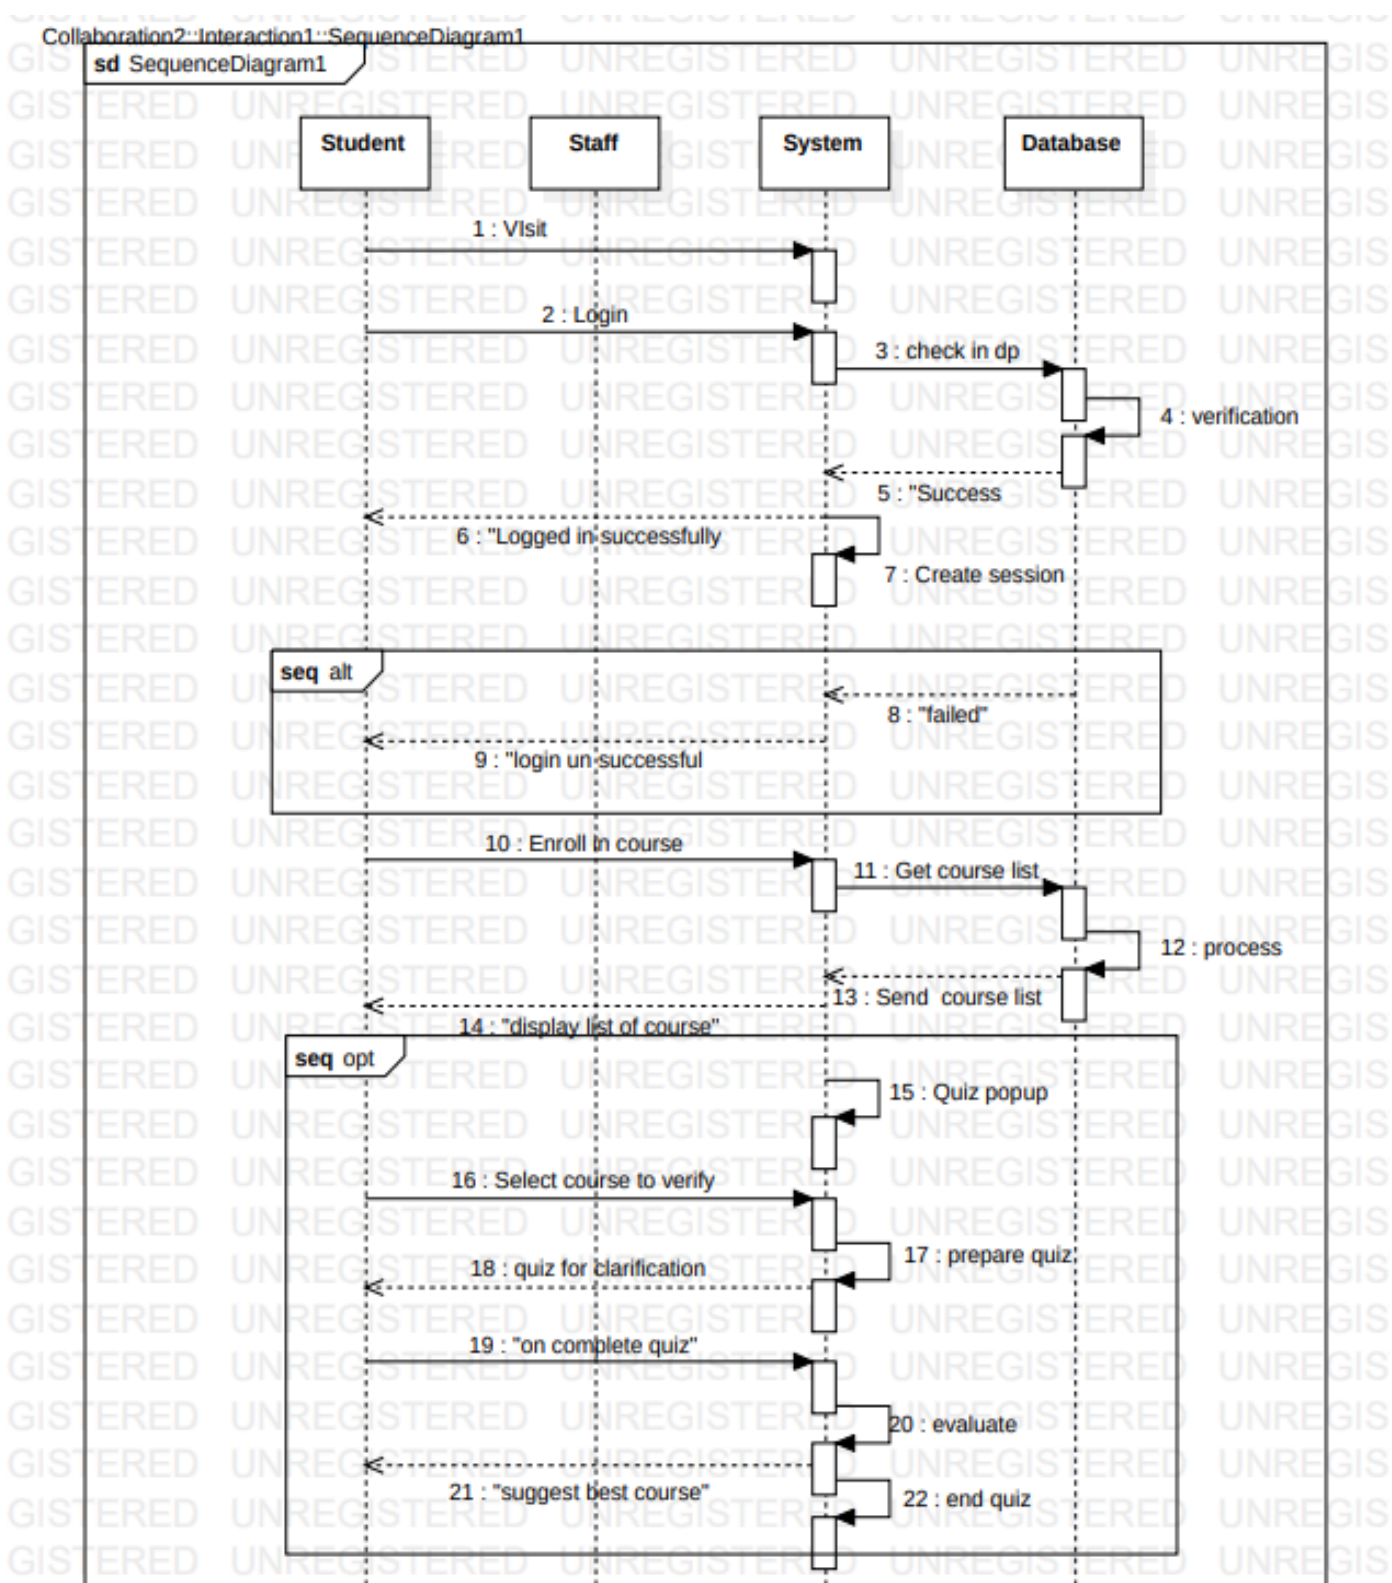 Collaboration2::Interaction1::SequenceDiagram1
sd SequenceDiagram1
Student
Staff
System
Database
1 : VIsit
2 : Login
3 : check in dp
4 : verification
5 : "Success
6 : "Logged in successfully
7 : Create session
seq alt
8 : "failed"
9 : "login un successful
10 : Enroll in course
11 : Get course list
12 : process
13 : Send  course list
14 : "display list of course"
seq opt
15 : Quiz popup
16 : Select course to verify
17 : prepare quiz
18 : quiz for clarification
19 : "on complete quiz"
20 : evaluate
21 : "suggest best course"
22 : end quiz
UNREGISTERED